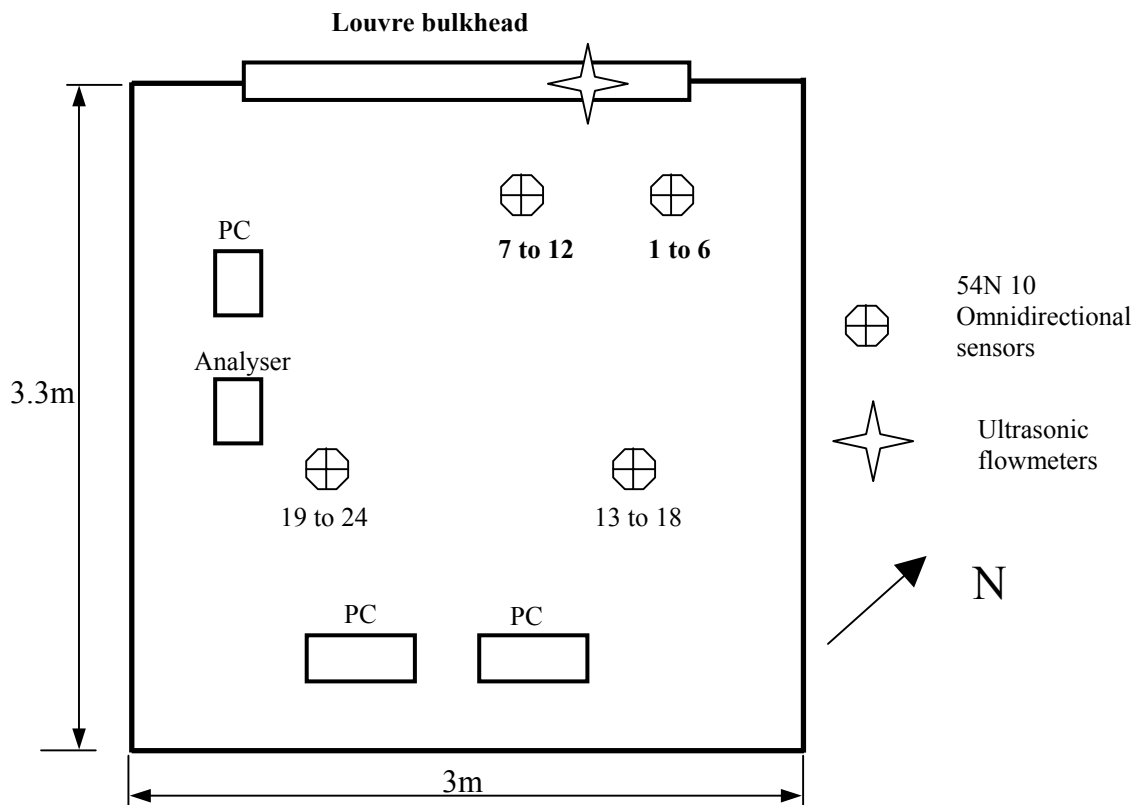 Louvre bulkhead
PC
7 to 12
1 to 6
54N 10
Omnidirectional
sensors
Analyser
3.3m
Ultrasonic
flowmeters
19 to 24
13 to 18
N
PC
PC
3m